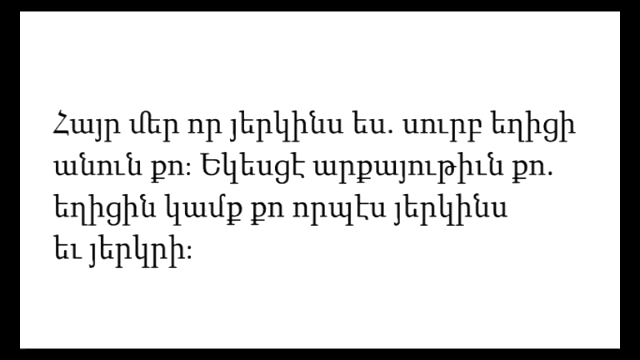 Հայր մեր որ յերկինս ես. սուրբ եղիցի
անուն քո։ Եկեսցէ արքայութիւն քո.
եղիցին կամք քո որպէս յերկինս
եւ յերկրի։